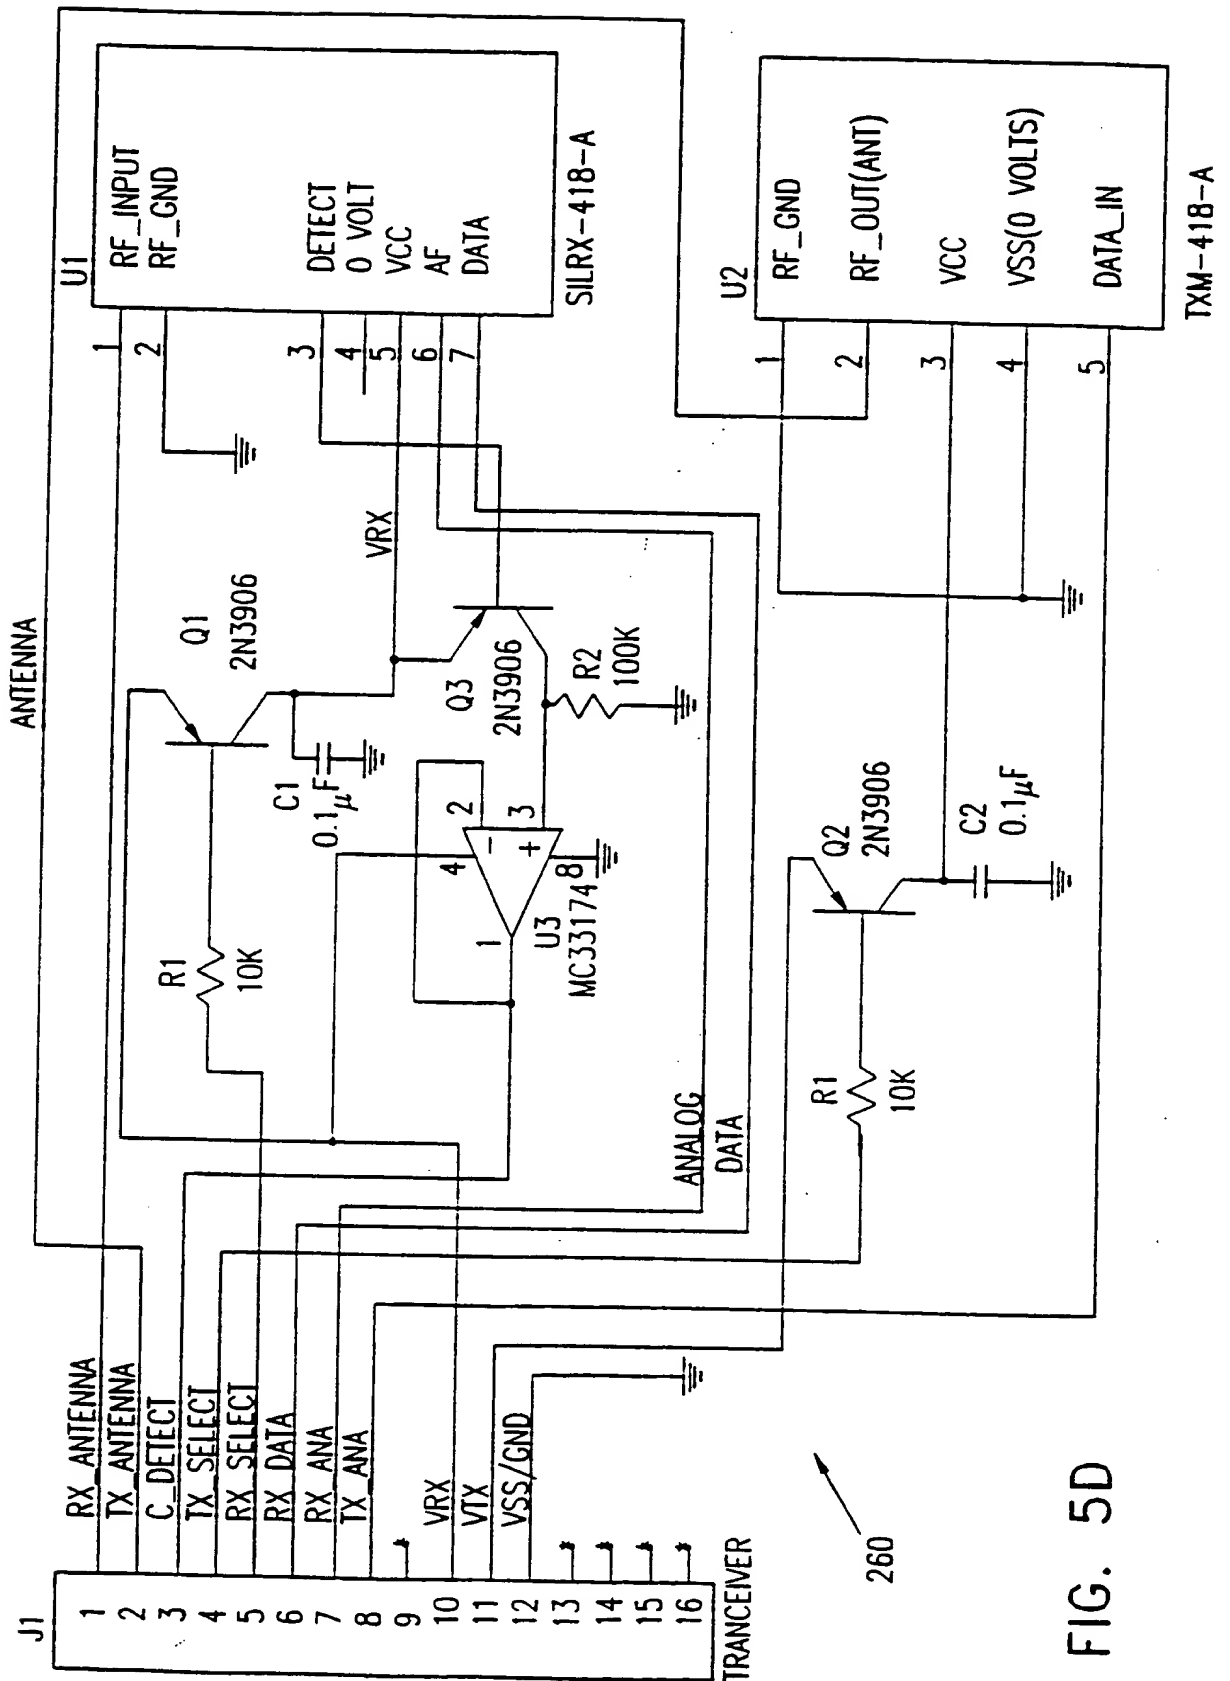 J1
1
2
3
4
5
6
7
8
9
10
11
12
13
14
15
16
TRANCEIVER
RX_ANTENNA
TX_ANTENNA
C_DETECT
TX_SELECT
RX_SELECT
RX_DATA
RX_ANA
TX_ANA
VRX
VTX
VSS/GND
ANTENNA
R1
10K
Q1
2N3906
C1
0.1µF
VRX
Q3
2N3906
R2
100K
2
3
4
8
1
U3
MC33174
ANALOG
DATA
U1
1
2
3
4
5
6
7
RF_INPUT
RF_GND
DETECT
0 VOLT
VCC
AF
DATA
SILRX-418-A
R1
10K
Q2
2N3906
C2
0.1µF
U2
1
2
3
4
5
RF_GND
RF_OUT(ANT)
VCC
VSS(0 VOLTS)
DATA_IN
TXM-418-A
260
FIG. 5D